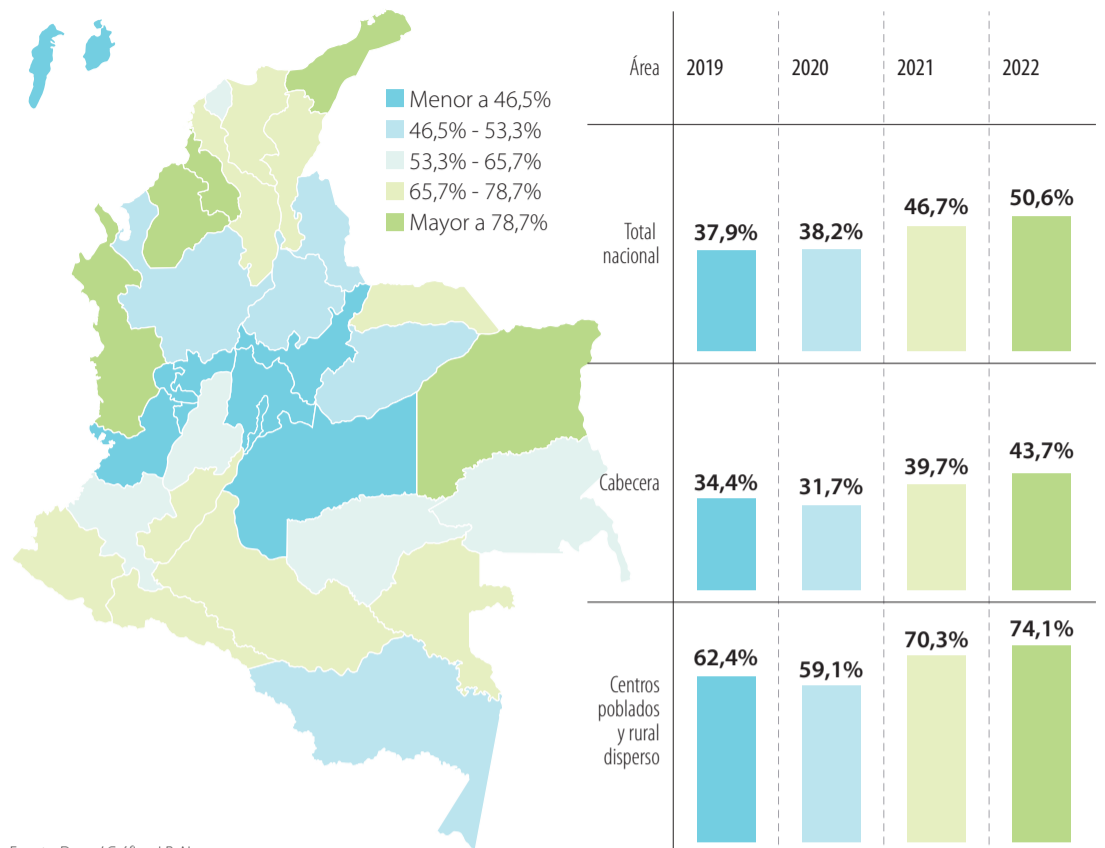 Menor a 46,5%
46,5% - 53,3%
53,3% - 65,7%
65,7% - 78,7%
Mayor a 78,7%
Área 2019 2020 2021 2022
Total
nacional
37,9% 38,2% 46,7% 50,6%
Cabecera
34,4% 31,7% 39,7% 43,7%
Centros
poblados
y rural
disperso
62,4% 59,1% 70,3% 74,1%